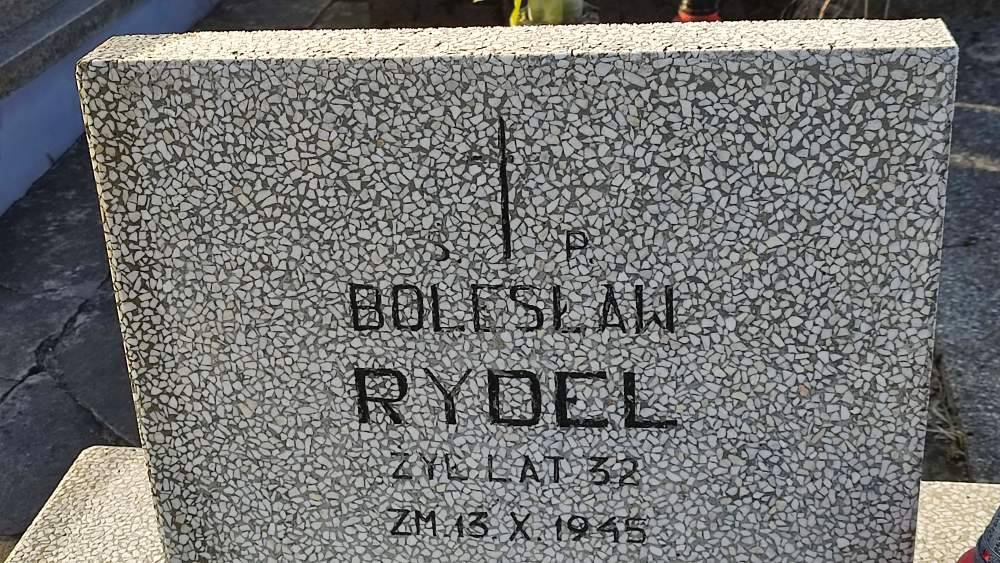 Ś. P.
BOLESŁAW
RYDEL
ŻYŁ LAT 32
ZM. 13. X. 1945